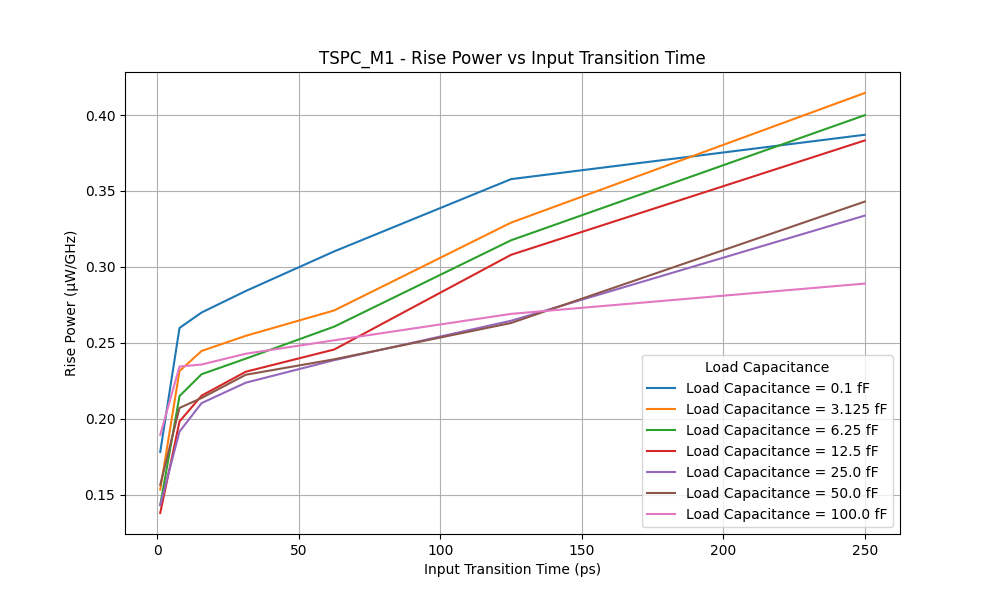 TSPC_M1 - Rise Power vs Input Transition Time
Rise Power (μW/GHz)
0.40
0.35
0.30
0.25
0.20
0.15
0
50
100
150
200
250
Input Transition Time (ps)
Load Capacitance
Load Capacitance = 0.1 fF
Load Capacitance = 3.125 fF
Load Capacitance = 6.25 fF
Load Capacitance = 12.5 fF
Load Capacitance = 25.0 fF
Load Capacitance = 50.0 fF
Load Capacitance = 100.0 fF